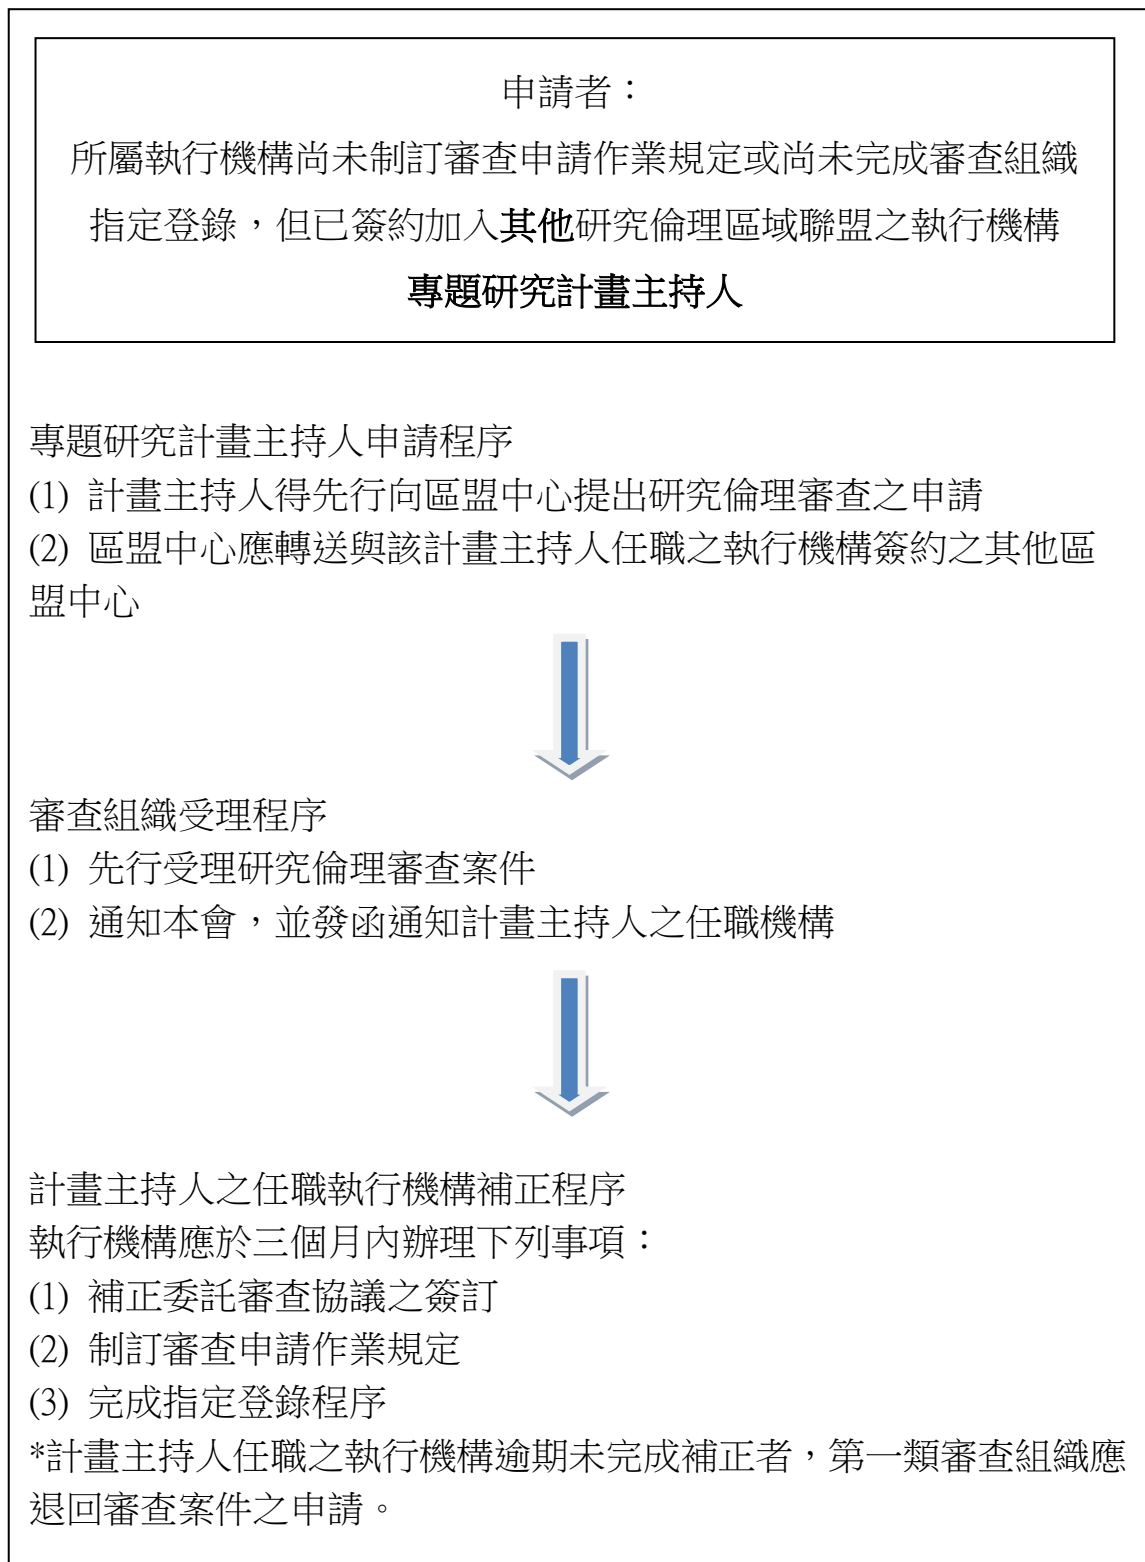 申請者：
所屬執行機構尚未制訂審查申請作業規定或尚未完成審查組織
指定登錄，但已簽約加入其他研究倫理區域聯盟之執行機構
專題研究計畫主持人
專題研究計畫主持人申請程序
(1) 計畫主持人得先行向區盟中心提出研究倫理審查之申請
(2) 區盟中心應轉送與該計畫主持人任職之執行機構簽約之其他區
盟中心
審查組織受理程序
(1) 先行受理研究倫理審查案件
(2) 通知本會，並發函通知計畫主持人之任職機構
計畫主持人之任職執行機構補正程序
執行機構應於三個月內辦理下列事項：
(1) 補正委託審查協議之簽訂
(2) 制訂審查申請作業規定
(3) 完成指定登錄程序
*計畫主持人任職之執行機構逾期未完成補正者，第一類審查組織應
退回審查案件之申請。